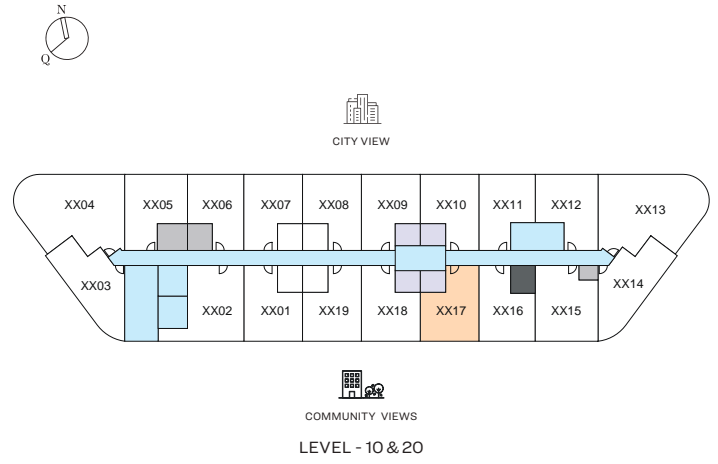 N
Q
CITY VIEW
XX04
XX05
XX06
XX07
XX08
XX09
XX10
XX11
XX12
XX13
XX03
XX02
XX01
XX19
XX18
XX17
XX16
XX15
XX14
COMMUNITY VIEWS
LEVEL - 10 & 20